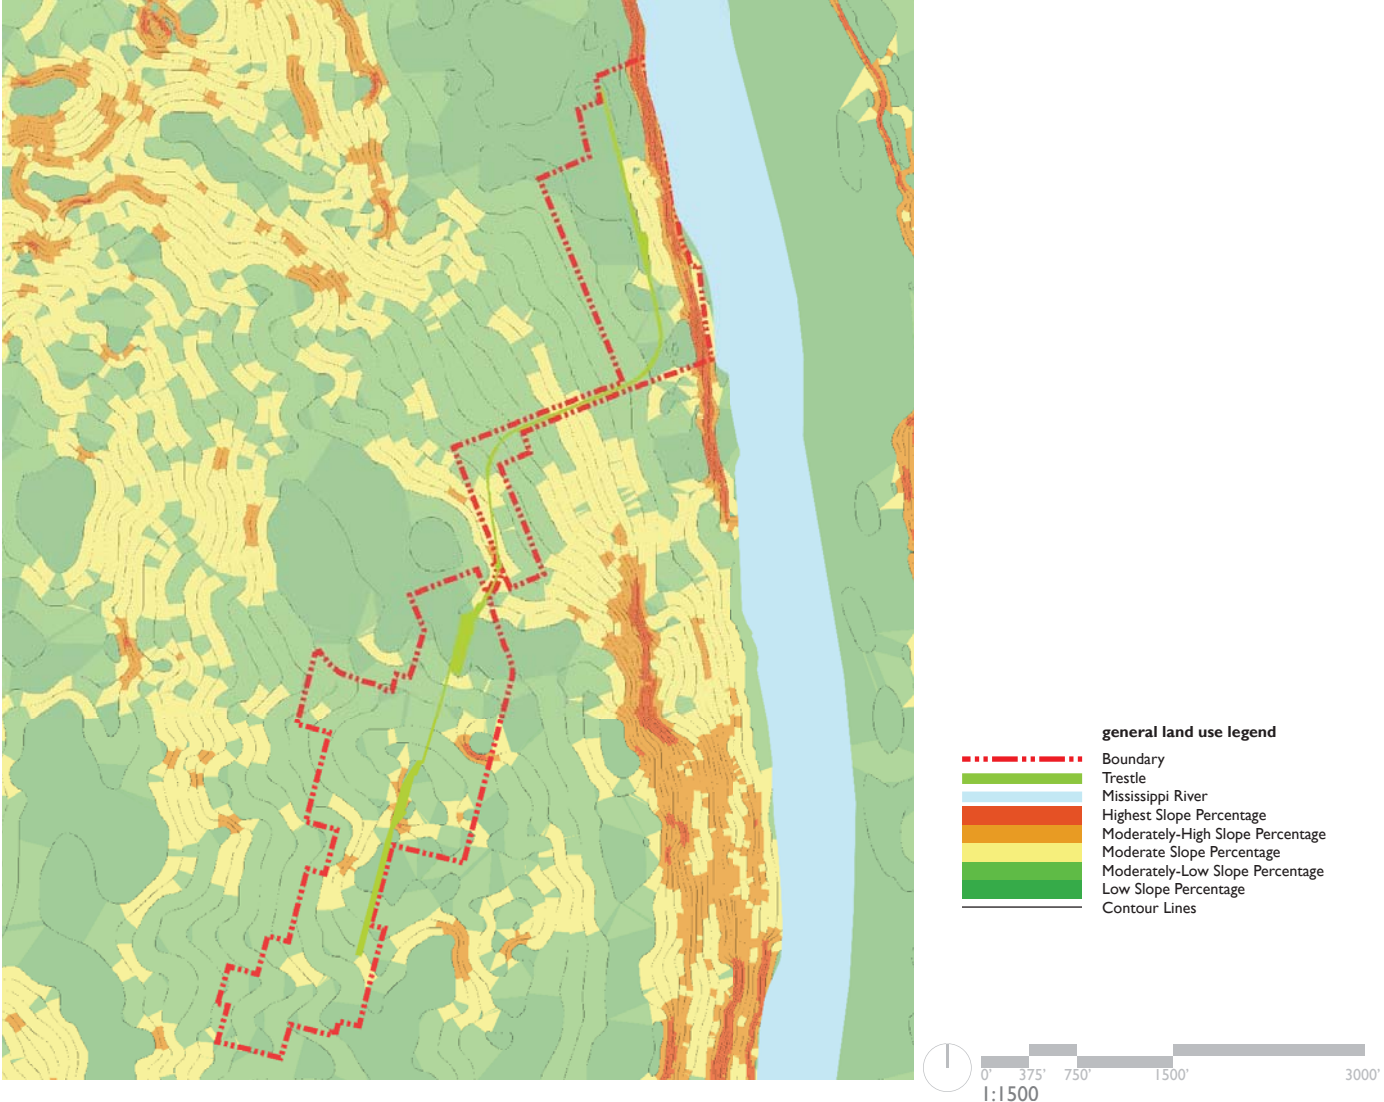 general land use legend
Boundary
Trestle
Mississippi River
Highest Slope Percentage
Moderately-High Slope Percentage
Moderate Slope Percentage
Moderately-Low Slope Percentage
Low Slope Percentage
Contour Lines
0' 375' 750' 1500' 3000'
1:1500